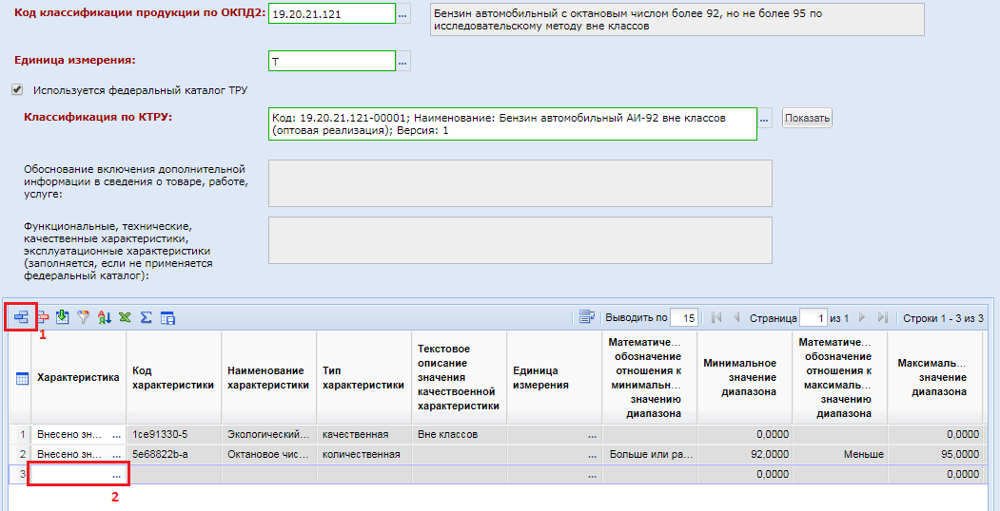 Код классификации продукции по ОКПД2: 19.20.21.121 ... Бензин автомобильный с октановым числом более 92, но не более 95 по
исследовательскому методу вне классов
Единица измерения: Т ...
Используется федеральный каталог ТРУ
Классификация по КТРУ: Код: 19.20.21.121-00001; Наименование: Бензин автомобильный АИ-92 вне классов
(оптовая реализация); Версия: 1 ... Показать
Обоснование включения дополнительной
информации в сведения о товаре, работе,
услуге:
Функциональные, технические,
качественные характеристики,
эксплуатационные характеристики
(заполняется, если не применяется
федеральный каталог):
Выводить по 15 Страница 1 из 1 Строки 1 - 3 из 3
1
Характеристика
Код
характеристики
Наименование
характеристики
Тип
характеристики
Текстовое
описание
значения
качествоенной
характеристики
Единица
измерения
Математиче...
обозначение
отношения к
минимальн...
значению
диапазона
Минимальное
значение
диапазона
Математиче...
обозначение
отношения к
максималь...
значению
диапазона
Максималь...
значение
диапазона
1 Внесено зн... ... 1ce91330-5 Экологический... качественная Вне классов ... 0,0000 0,0000
2 Внесено зн... ... 5e68822b-a Октановое чис... количественная ... Больше или ра... 92,0000 Меньше 95,0000
3 ... ... 0,0000 0,0000
2